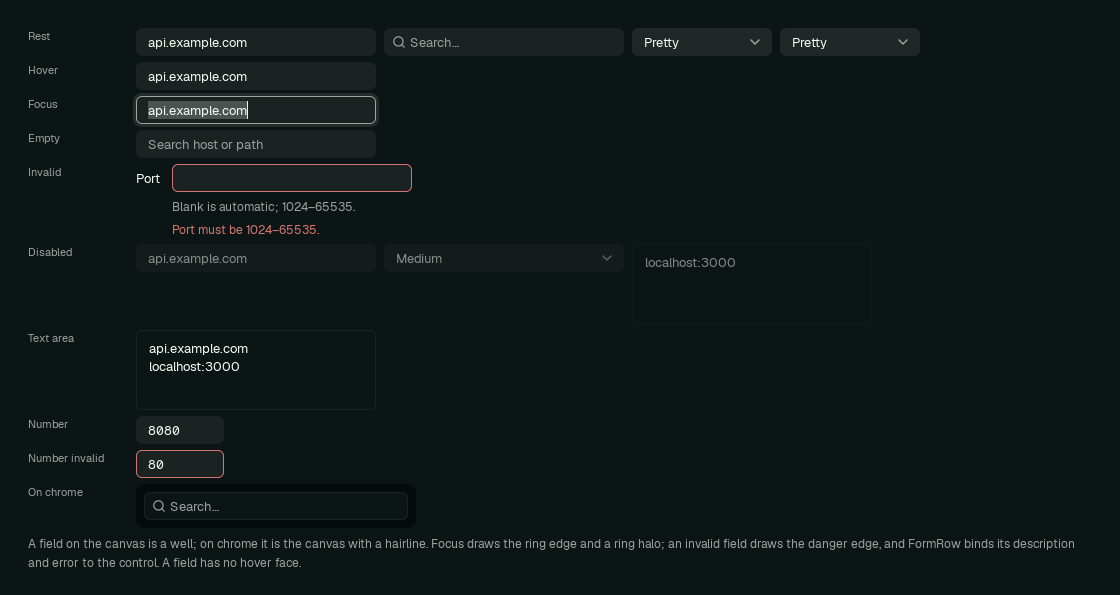 Rest
api.example.com
Search...
Pretty
Pretty
Hover
api.example.com
Focus
api.example.com
Empty
Search host or path
Invalid
Port
Blank is automatic; 1024–65535.
Port must be 1024–65535.
Disabled
api.example.com
Medium
localhost:3000
Text area
api.example.com
localhost:3000
Number
8080
Number invalid
80
On chrome
Search...
A field on the canvas is a well; on chrome it is the canvas with a hairline. Focus draws the ring edge and a ring halo; an invalid field draws the danger edge, and FormRow binds its description
and error to the control. A field has no hover face.